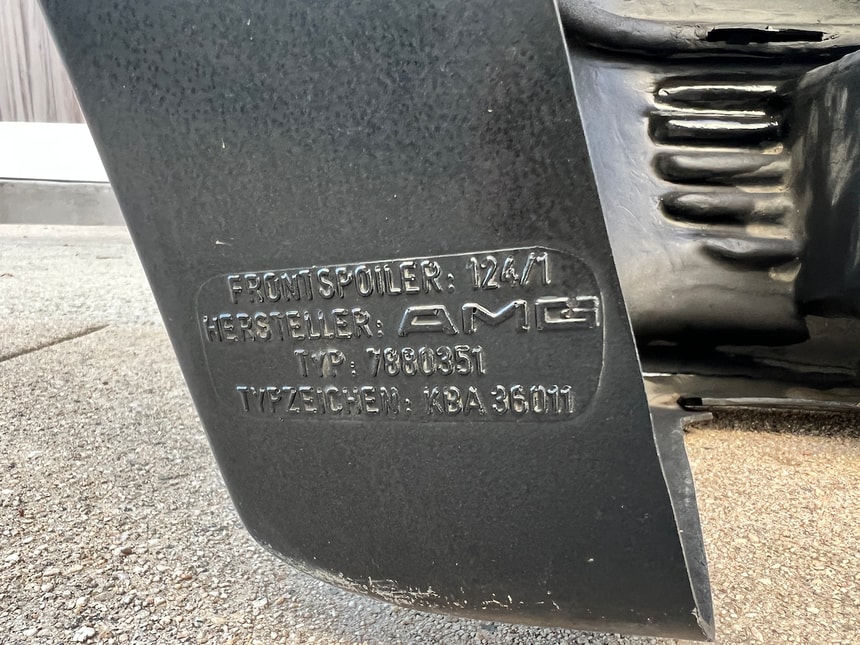 FRONTSPOILER: 124/1
HERSTELLER: AMG
TYP: 7880351
TYPZEICHEN: KBA 36011